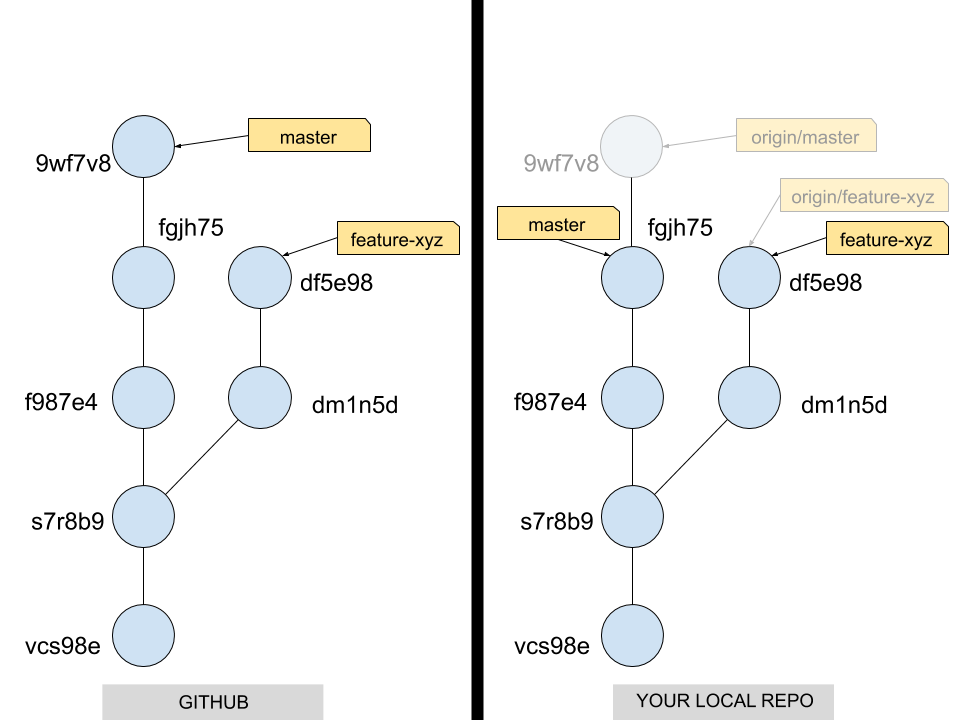 master
9wf7v8
fgjh75
feature-xyz
df5e98
f987e4
dm1n5d
s7r8b9
vcs98e
GITHUB
origin/master
9wf7v8
origin/feature-xyz
master
fgjh75
feature-xyz
df5e98
f987e4
dm1n5d
s7r8b9
vcs98e
YOUR LOCAL REPO